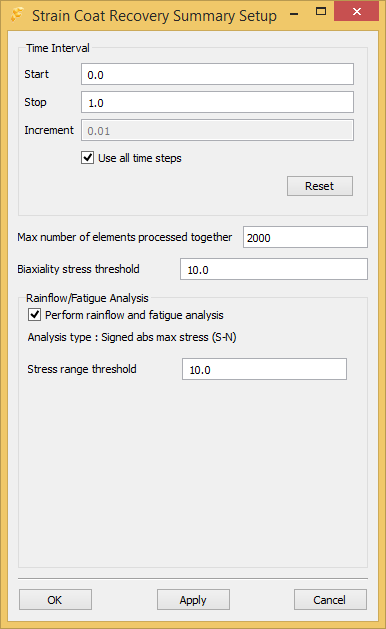 Strain Coat Recovery Summary Setup
Time Interval
Start 0.0
Stop 1.0
Increment 0.01
Use all time steps
Reset
Max number of elements processed together 2000
Biaxiality stress threshold 10.0
Rainflow/Fatigue Analysis
Perform rainflow and fatigue analysis
Analysis type : Signed abs max stress (S-N)
Stress range threshold 10.0
OK Apply Cancel